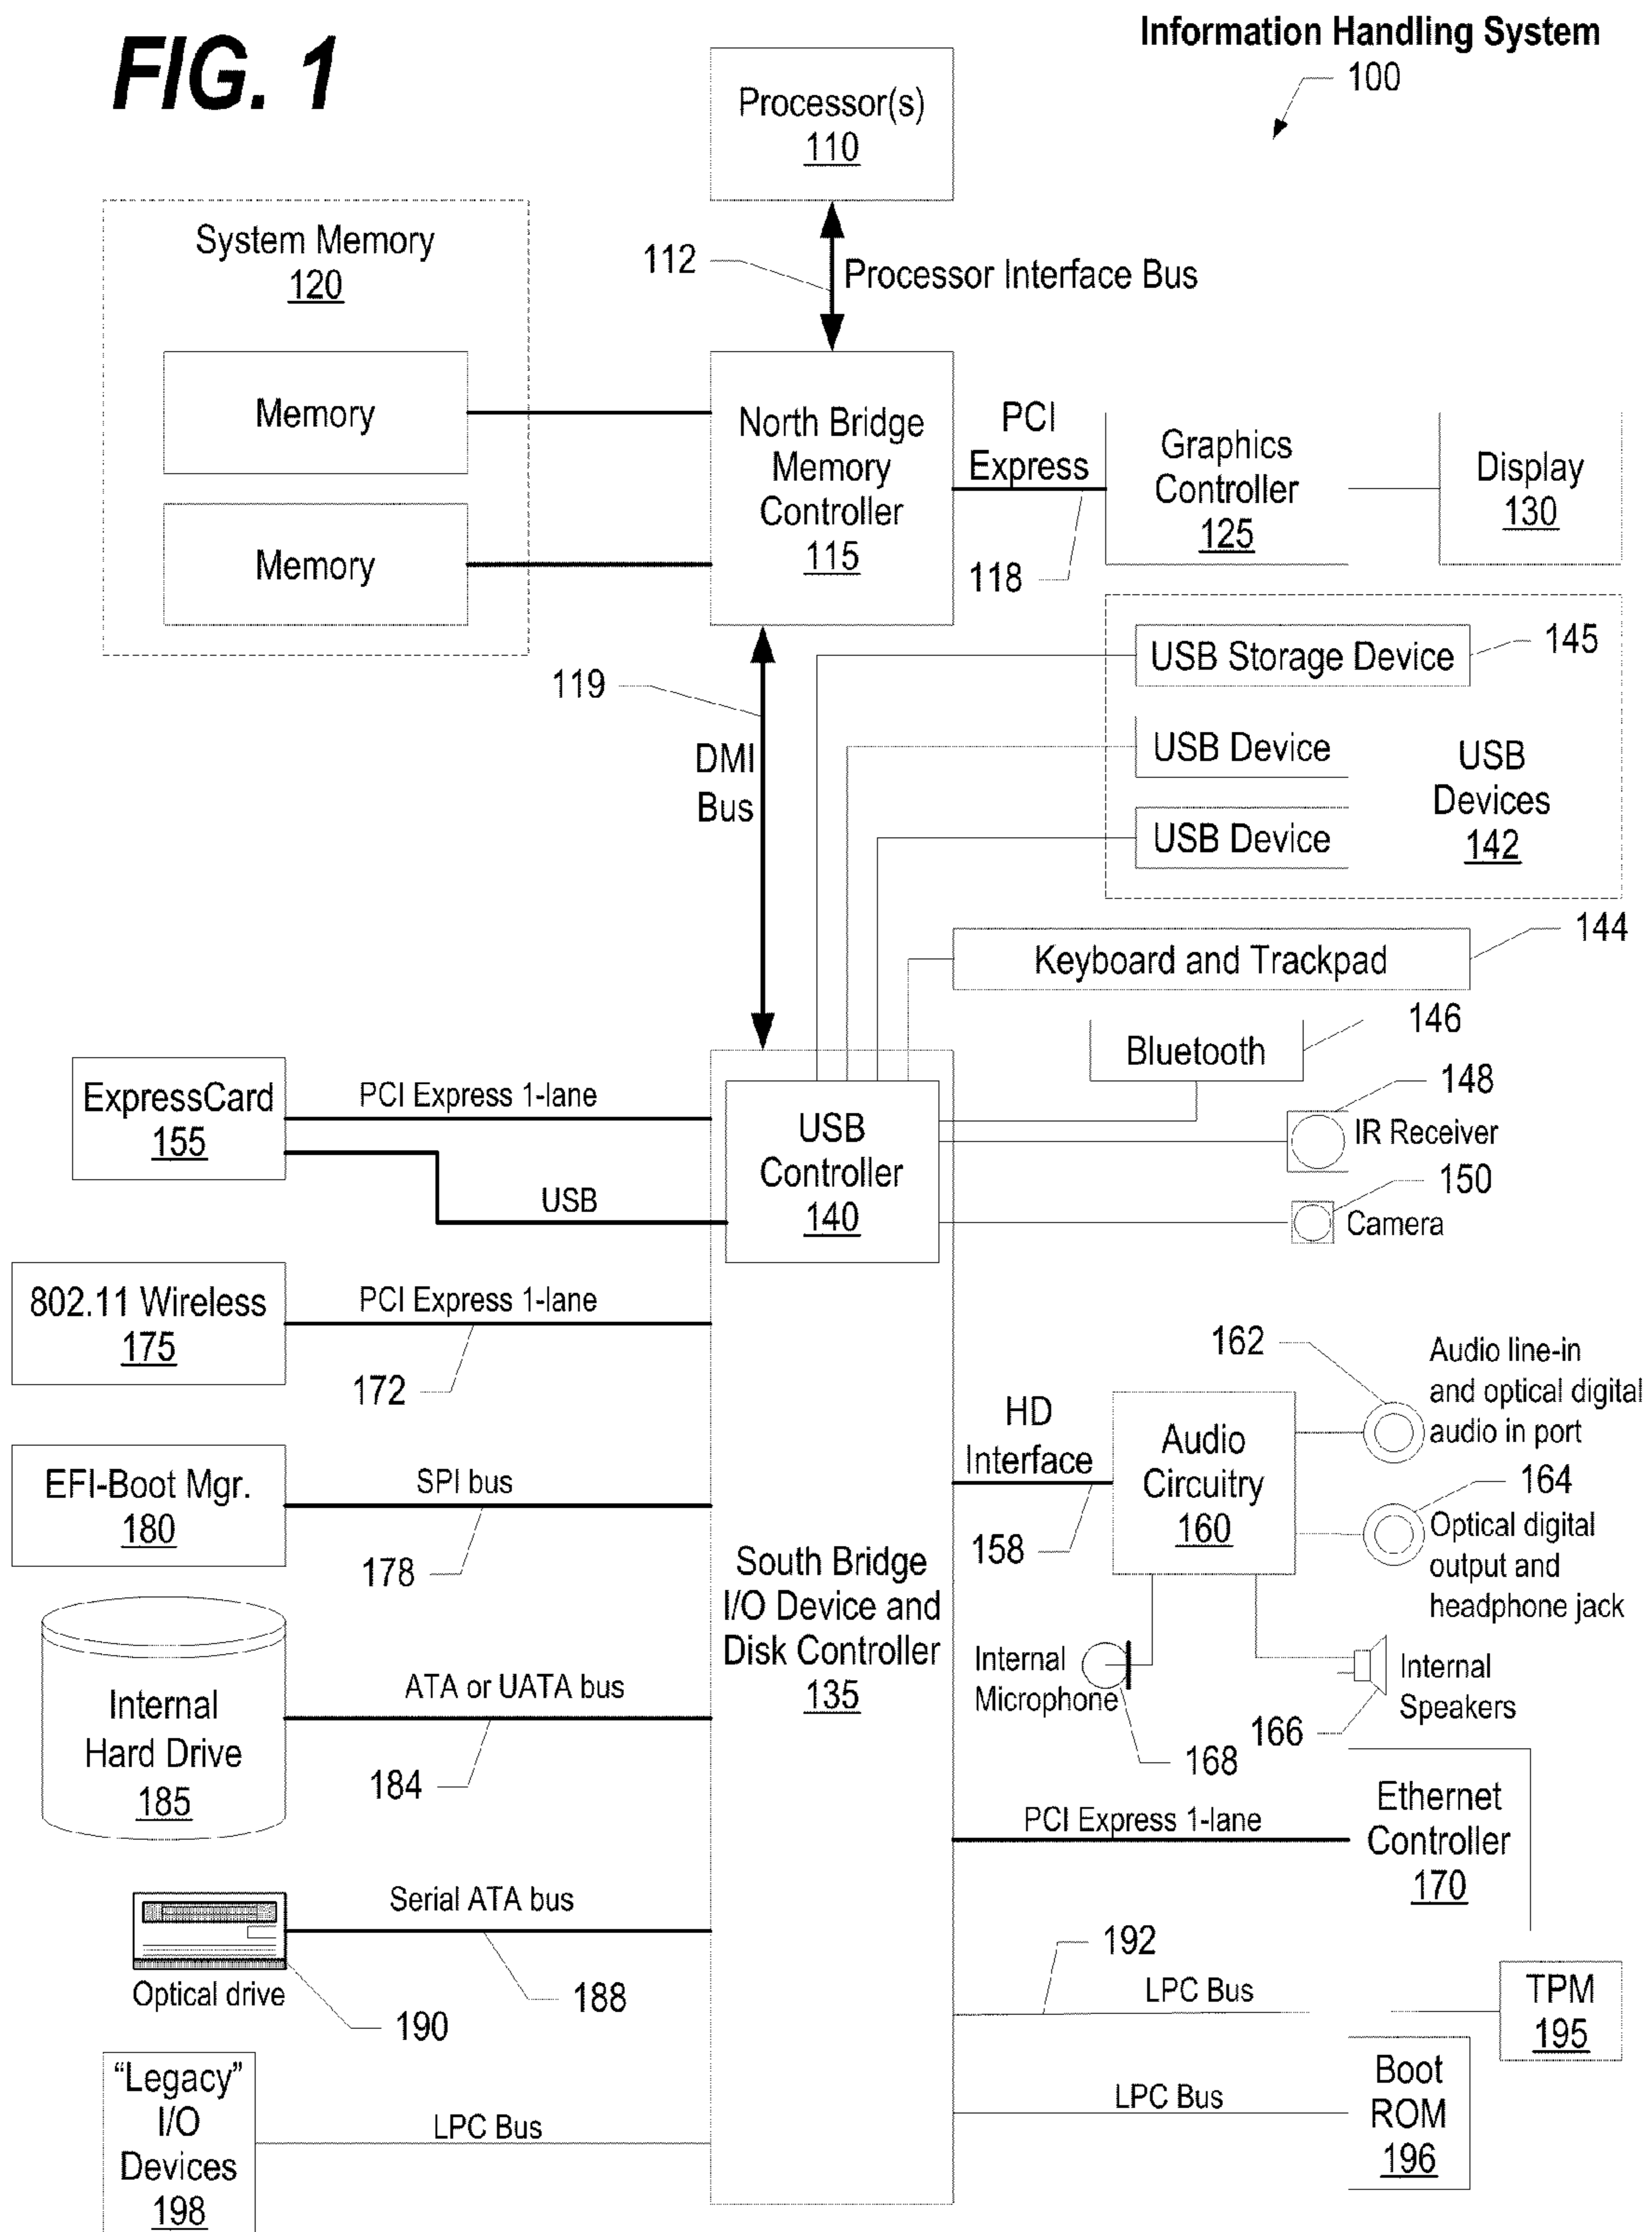 FIG. 1
Information Handling System
100
Processor(s)
110
System Memory
120
112
Processor Interface Bus
Memory
Memory
North Bridge
Memory
Controller
115
PCI
Express
118
Graphics
Controller
125
Display
130
119
DMI
Bus
USB Storage Device
145
USB Device
USB Device
USB
Devices
142
Keyboard and Trackpad
144
Bluetooth
146
148
IR Receiver
150
Camera
ExpressCard
155
PCI Express 1-lane
USB
USB
Controller
140
802.11 Wireless
175
PCI Express 1-lane
172
EFI-Boot Mgr.
180
SPI bus
178
South Bridge
I/O Device and
Disk Controller
135
HD
Interface
158
Audio
Circuitry
160
162
Audio line-in
and optical digital
audio in port
164
Optical digital
output and
headphone jack
Internal
Microphone
168
Internal
Speakers
166
Internal
Hard Drive
185
ATA or UATA bus
184
PCI Express 1-lane
Ethernet
Controller
170
Serial ATA bus
188
Optical drive
190
192
LPC Bus
TPM
195
"Legacy"
I/O
Devices
198
LPC Bus
LPC Bus
Boot
ROM
196